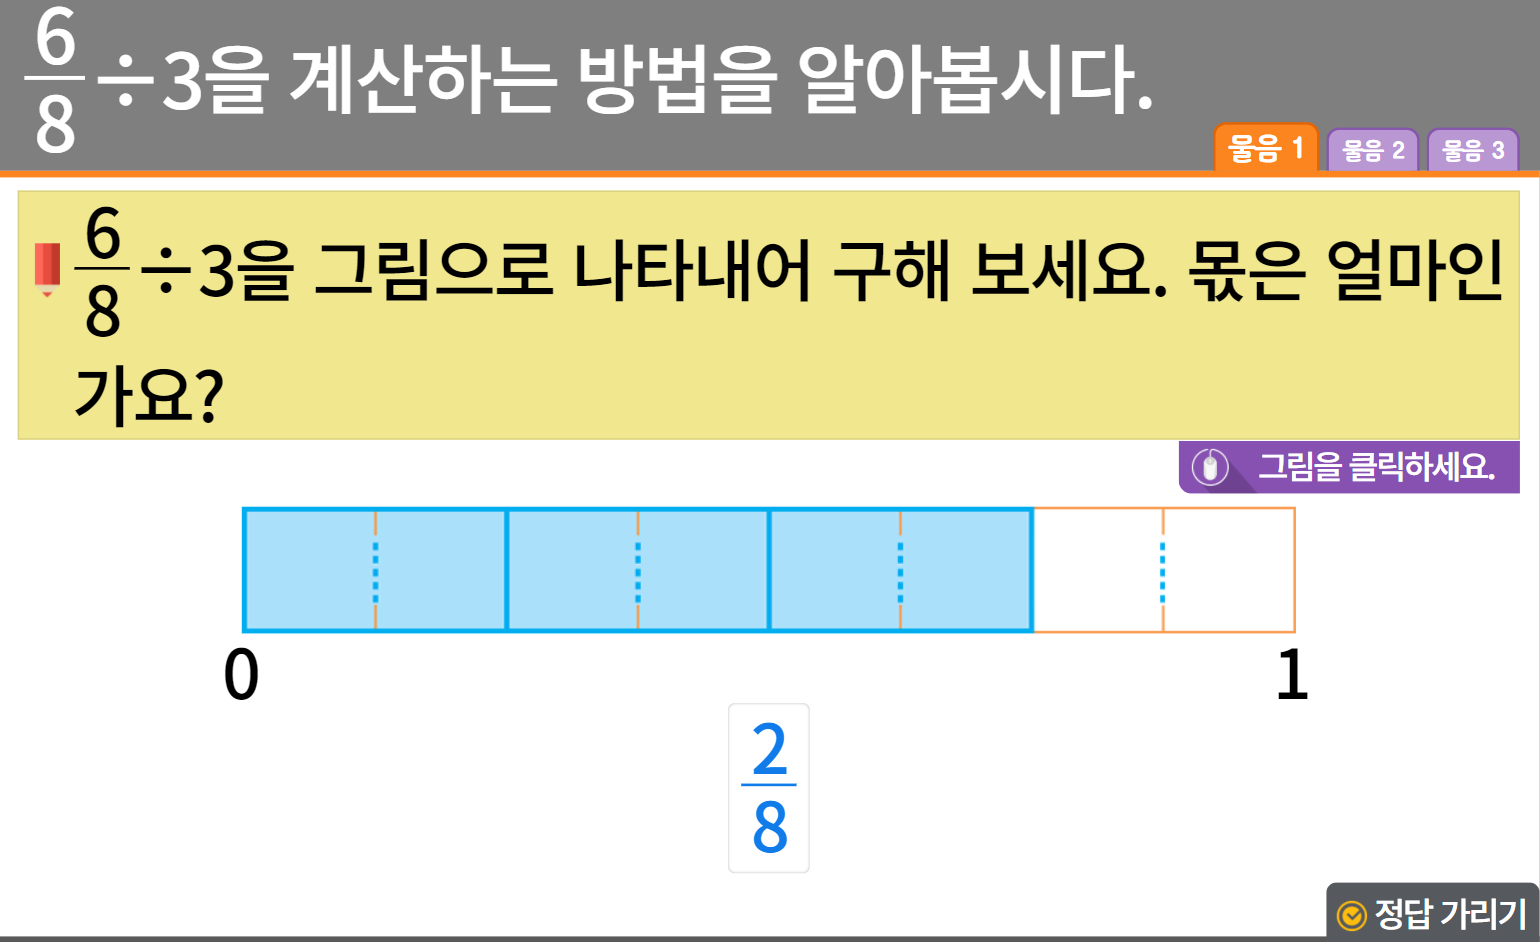 6/8÷3을 계산하는 방법을 알아봅시다.
물음 1 물음 2 물음 3
6/8÷3을 그림으로 나타내어 구해 보세요. 몫은 얼마인
가요?
그림을 클릭하세요.
0 1
2/8
정답 가리기